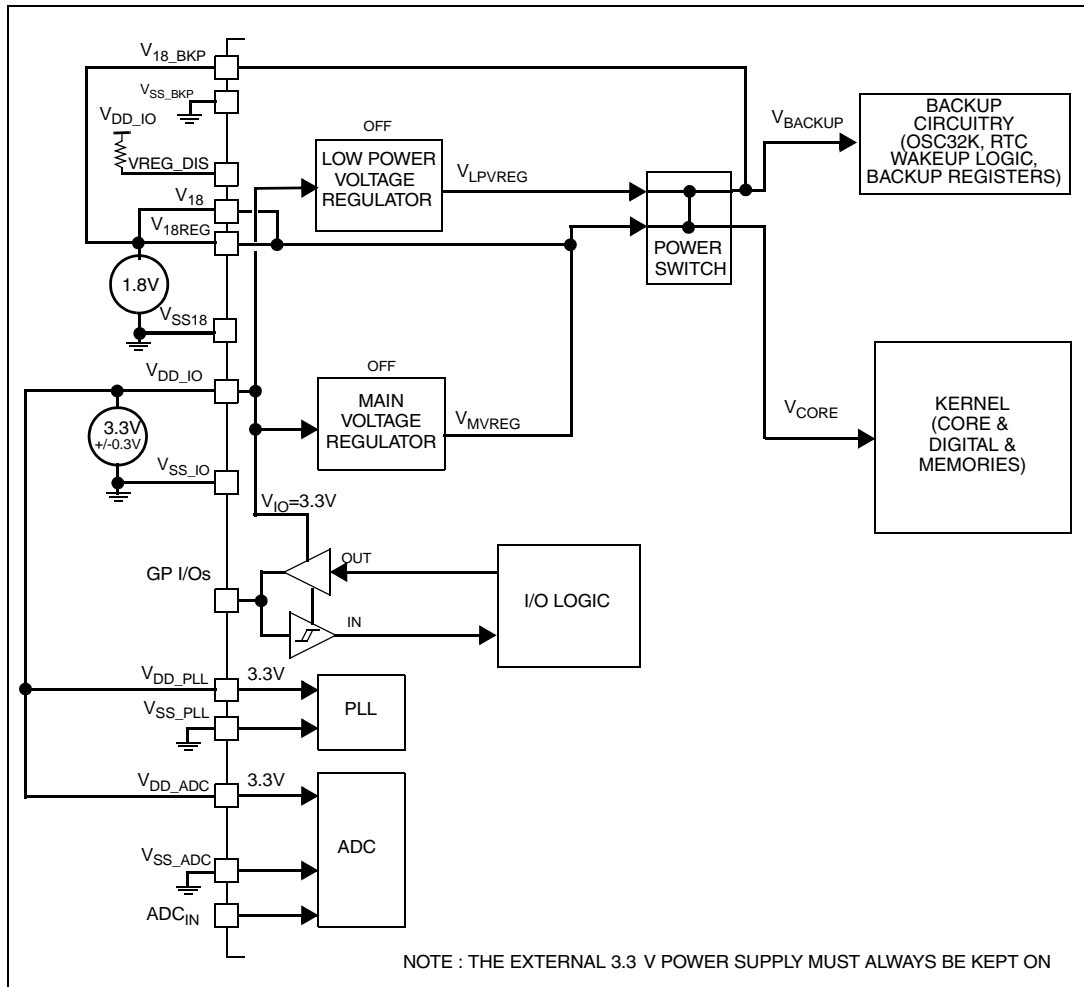 V18_BKP
VSS_BKP
VDD_IO
VREG_DIS
V18
V18REG
1.8V
VSS18
VDD_IO
3.3V
+/-0.3V
VSS_IO
OFF
LOW POWER
VOLTAGE
REGULATOR
VLPVREG
POWER
SWITCH
VBACKUP
BACKUP
CIRCUITRY
(OSC32K, RTC
WAKEUP LOGIC,
BACKUP REGISTERS)
OFF
MAIN
VOLTAGE
REGULATOR
VMVREG
VCORE
KERNEL
(CORE &
DIGITAL &
MEMORIES)
VIO=3.3V
GP I/Os
OUT
IN
I/O LOGIC
VDD_PLL
3.3V
VSS_PLL
PLL
VDD_ADC
3.3V
VSS_ADC
ADCIN
ADC
NOTE : THE EXTERNAL 3.3 V POWER SUPPLY MUST ALWAYS BE KEPT ON